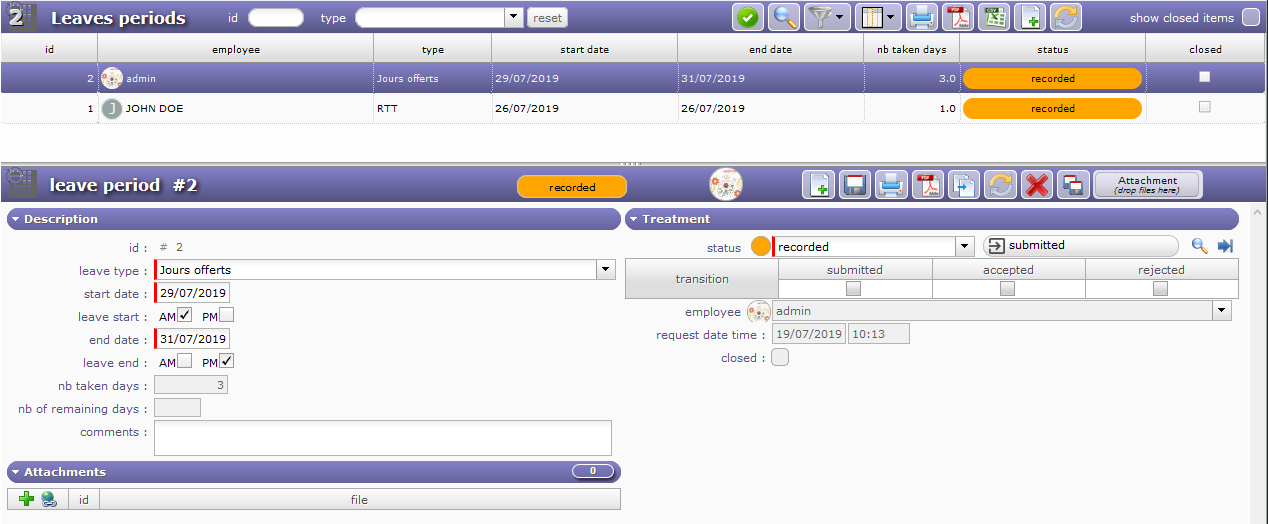 2 Leaves periods id type reset show closed items
id employee type start date end date nb taken days status closed
2 admin Jours offerts 29/07/2019 31/07/2019 3.0 recorded
1 J JOHN DOE RTT 26/07/2019 26/07/2019 1.0 recorded
leave period #2 recorded Attachment
(drop files here)
Description
id : # 2
leave type : Jours offerts
start date : 29/07/2019
leave start : AM PM
end date : 31/07/2019
leave end : AM PM
nb taken days : 3
nb of remaining days :
comments :
Attachments 0
id file
Treatment
status recorded submitted
transition submitted accepted rejected
employee admin
request date time : 19/07/2019 10:13
closed :